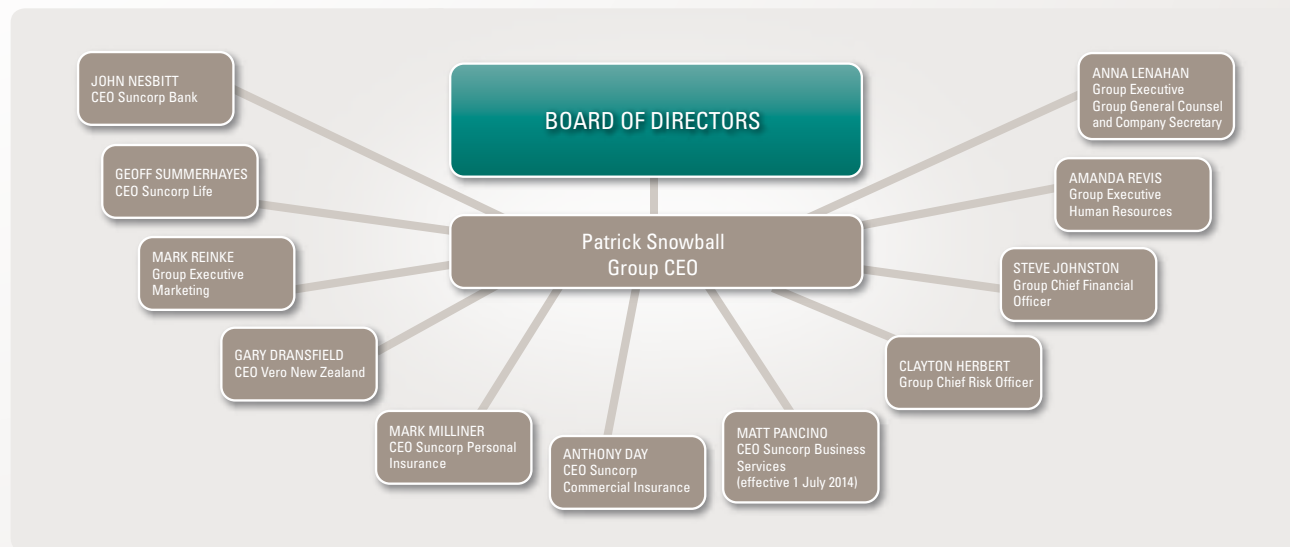 BOARD OF DIRECTORS
Patrick Snowball
Group CEO
JOHN NESBITT
CEO Suncorp Bank
GEOFF SUMMERHAYES
CEO Suncorp Life
MARK REINKE
Group Executive
Marketing
GARY DRANSFIELD
CEO Vero New Zealand
MARK MILLINER
CEO Suncorp Personal
Insurance
ANTHONY DAY
CEO Suncorp
Commercial Insurance
MATT PANCINO
CEO Suncorp Business
Services
(effective 1 July 2014)
CLAYTON HERBERT
Group Chief Risk Officer
STEVE JOHNSTON
Group Chief Financial
Officer
AMANDA REVIS
Group Executive
Human Resources
ANNA LENAHAN
Group Executive
Group General Counsel
and Company Secretary